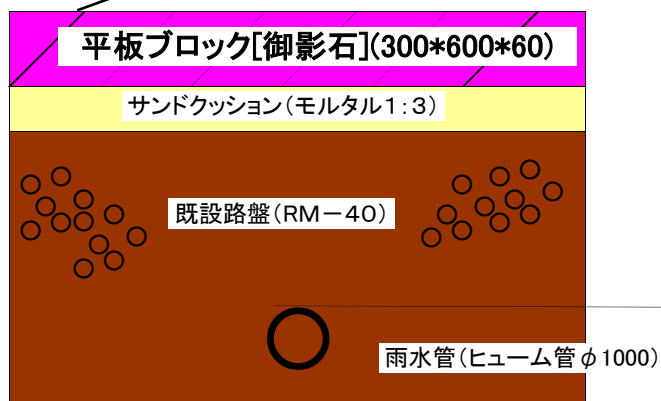 平板ブロック[御影石](300*600*60)
サンドクッション(モルタル1:3)
既設路盤(RM-40)
雨水管(ヒューム管φ1000)